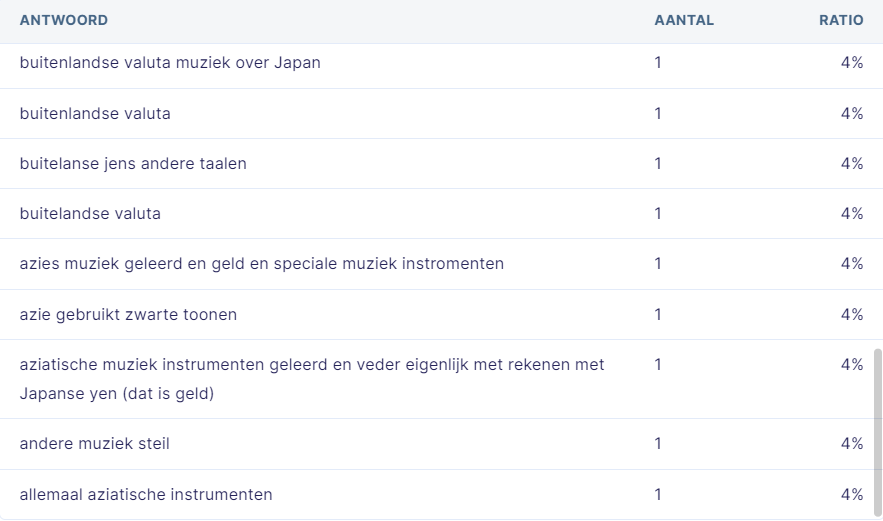 ANTWOORD AANTAL RATIO
buitenlandse valuta muziek over Japan 1 4%
buitenlandse valuta 1 4%
buitelanse jens andere taalen 1 4%
buitelandse valuta 1 4%
azies muziek geleerd en geld en speciale muziek instromenten 1 4%
azie gebruikt zwarte toonen 1 4%
aziatische muziek instrumenten geleerd en veder eigenlijk met rekenen met 1 4%
Japanse yen (dat is geld)
andere muziek steil 1 4%
allemaal aziatische instrumenten 1 4%